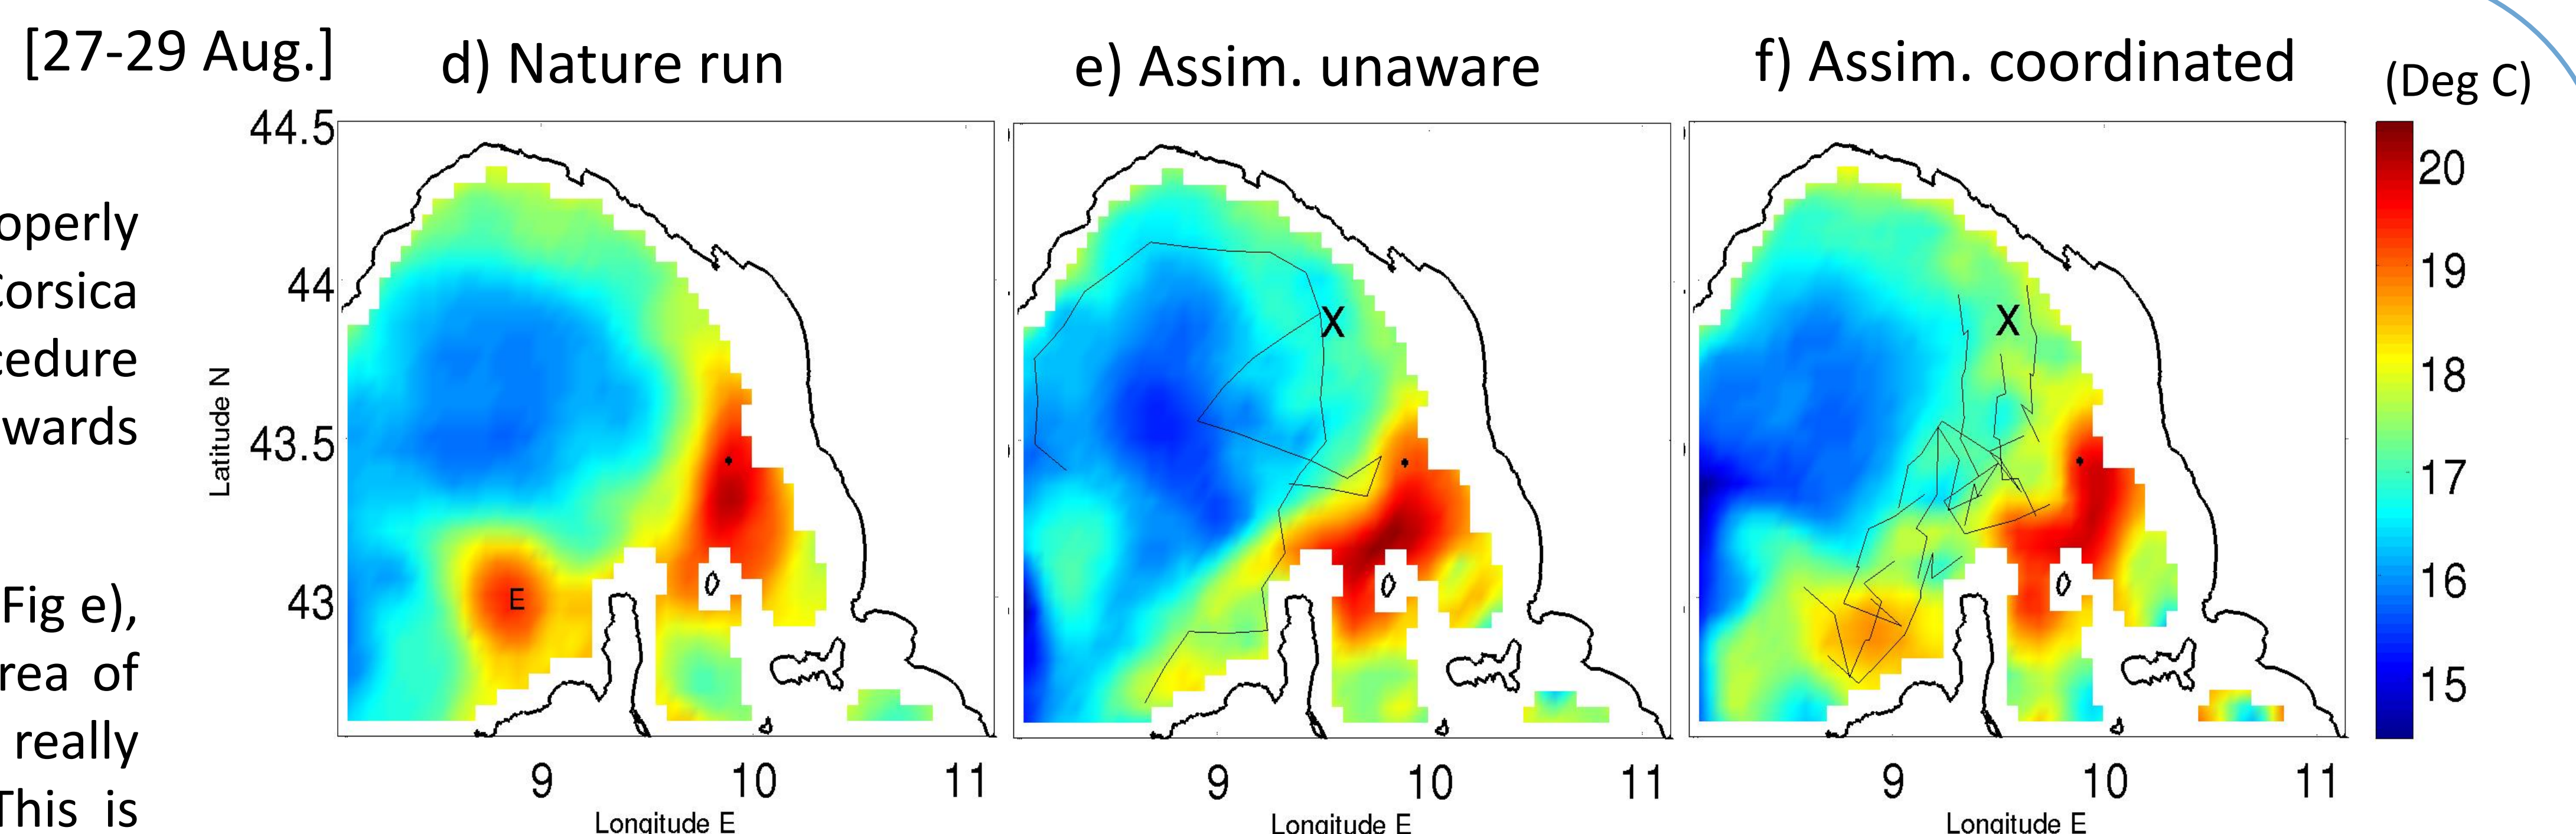 [27-29 Aug.]
d) Nature run
e) Assim. unaware
f) Assim. coordinated
(Deg C)
operly
Corsica
cedure
wards
Fig e),
rea of
really
This is
Latitude N
44.5
44
43.5
43
E
9 10 11
Longitude E
X
9 10 11
Longitude E
X
9 10 11
Longitude E
20
19
18
17
16
15